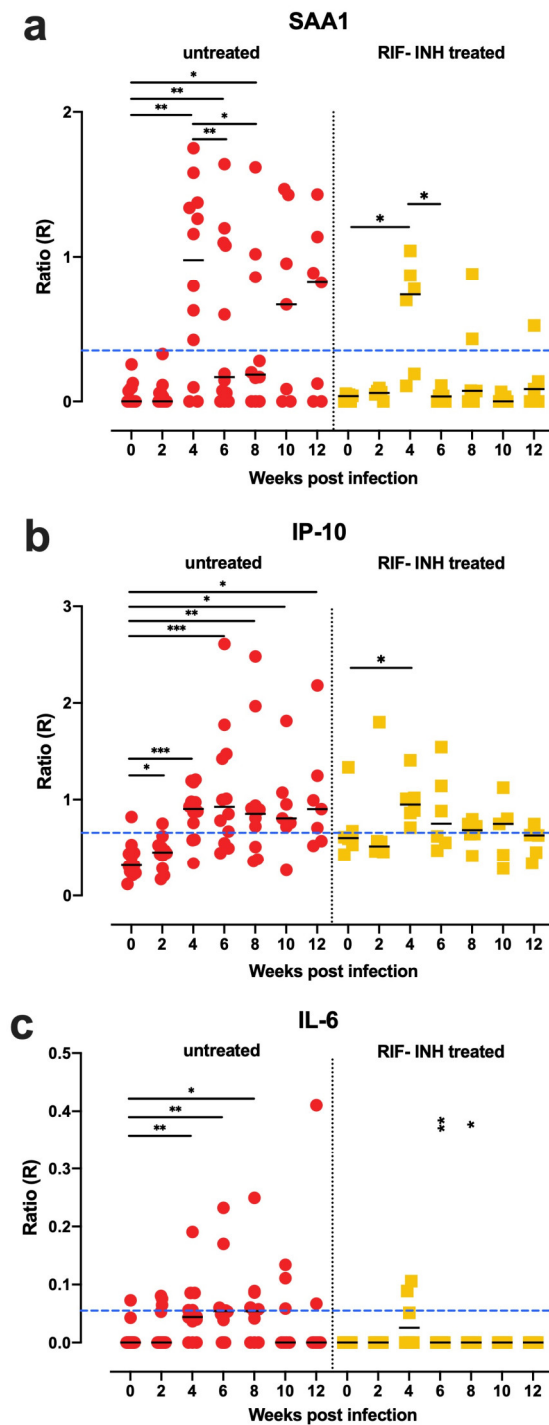 a
SAA1
untreated
RIF- INH treated
*
**
** *
**
*
*
2
1
0
Ratio (R)
0 2 4 6 8 10 12 0 2 4 6 8 10 12
Weeks post infection
b
IP-10
untreated
RIF- INH treated
*
*
**
***
*
***
*
3
2
1
0
Ratio (R)
0 2 4 6 8 10 12 0 2 4 6 8 10 12
Weeks post infection
c
IL-6
untreated
RIF- INH treated
*
**
**
**
*
0.5
0.4
0.3
0.2
0.1
0.0
Ratio (R)
0 2 4 6 8 10 12 0 2 4 6 8 10 12
Weeks post infection